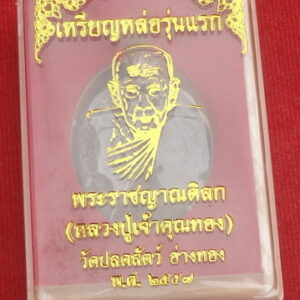 เหรียญหล่อรุ่นแรก
พระราชญาณดิลก
(หลวงปู่เจ้าคุณทอง)
วัดปลดสัตว์ อ่างทอง
พ.ศ. ๒๕๕๗